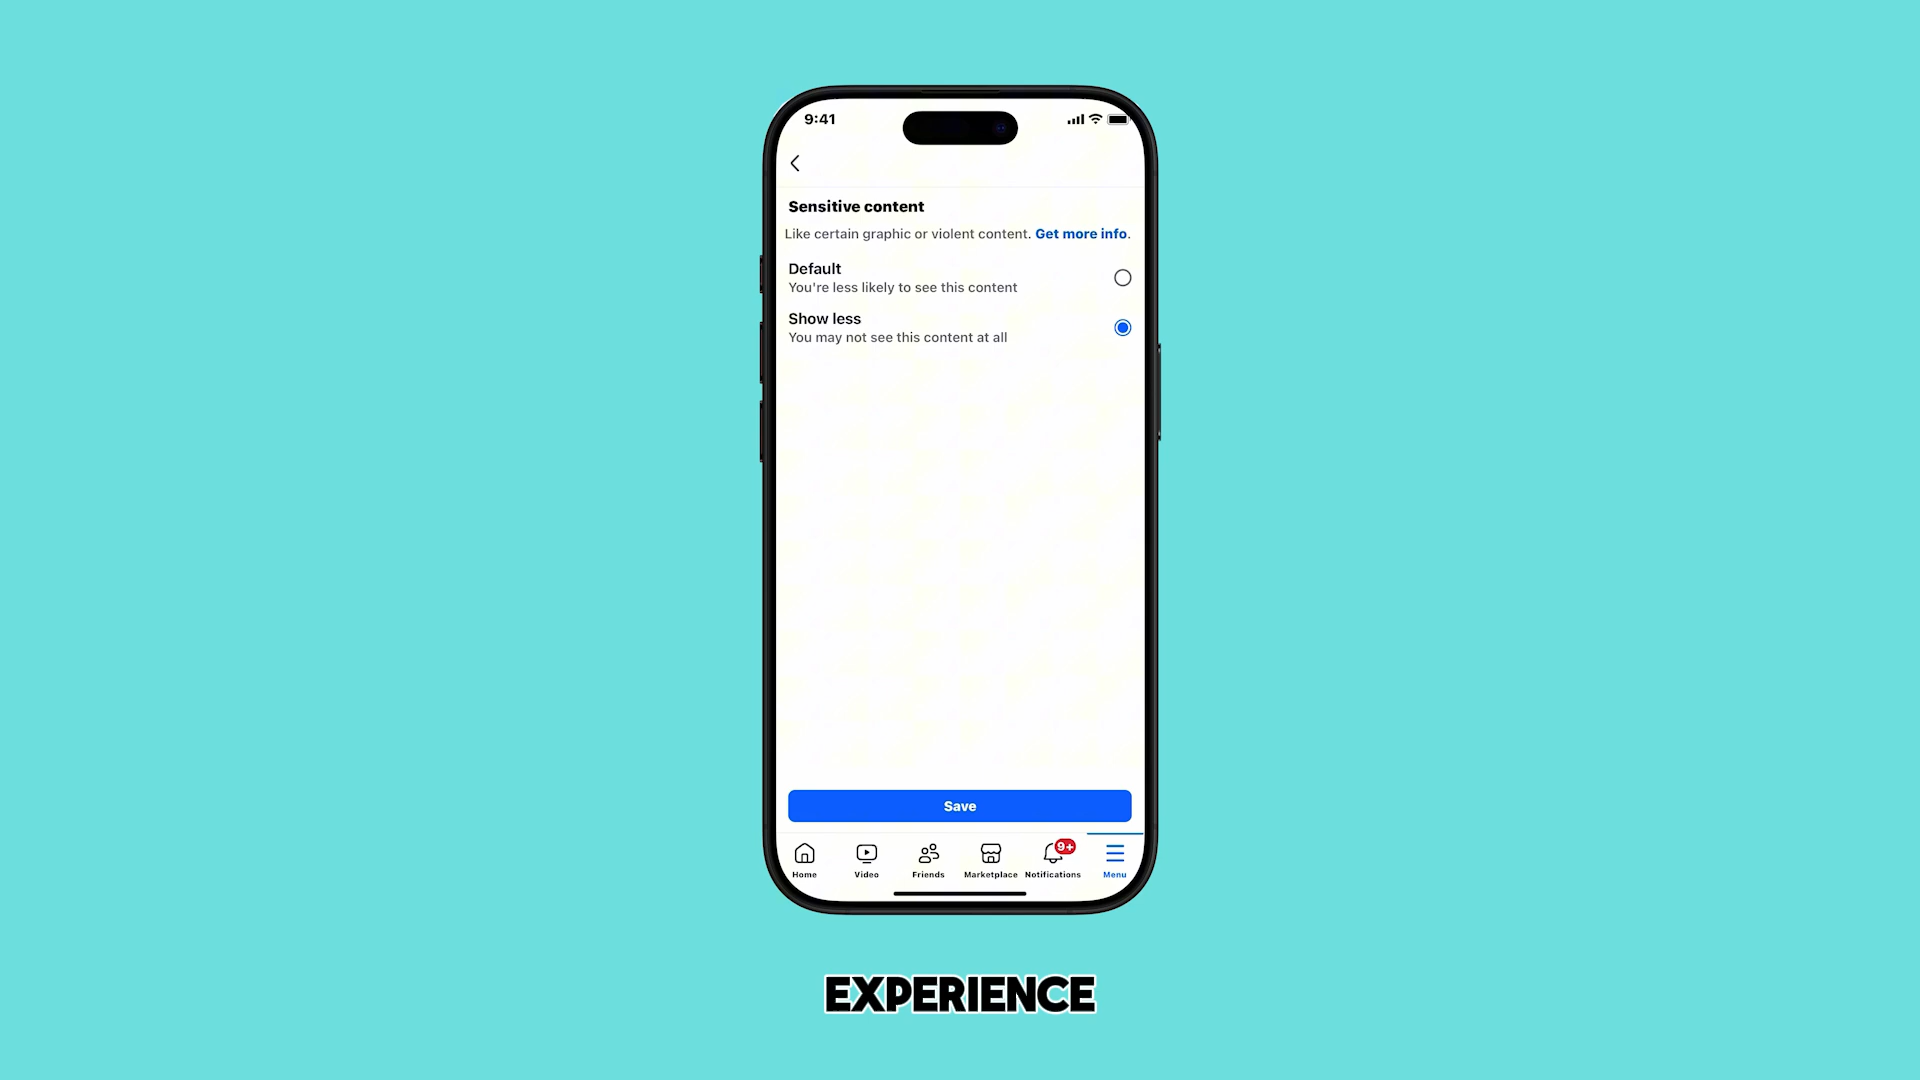 9:41
Sensitive content
Like certain graphic or violent content. Get more info.
Default
You're less likely to see this content
Show less
You may not see this content at all
Save
9+
Home Video Friends Marketplace Notifications Menu
EXPERIENCE